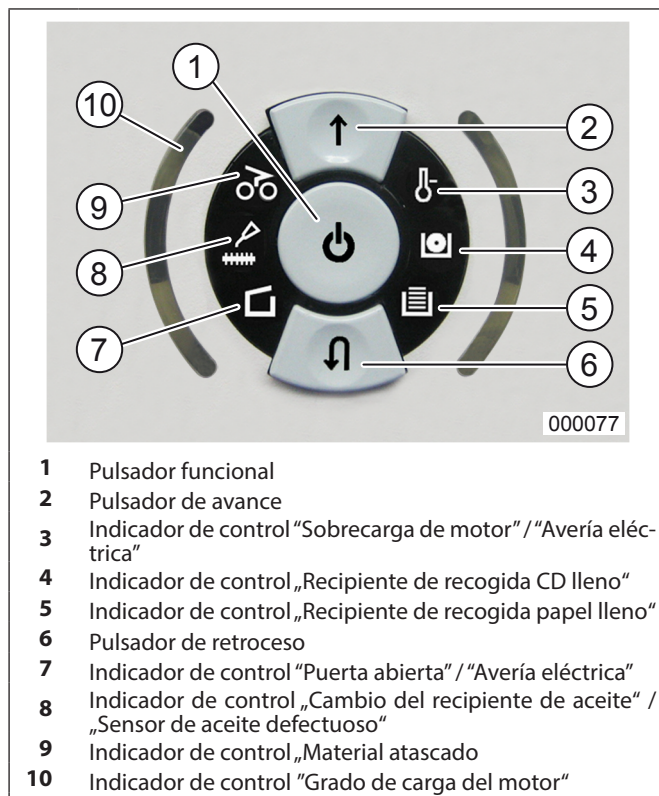 1
10
2
9
3
8
4
7
5
6
000077
1 Pulsador funcional
2 Pulsador de avance
3 Indicador de control “Sobrecarga de motor” / “Avería eléc-
trica”
4 Indicador de control „Recipiente de recogida CD lleno“
5 Indicador de control „Recipiente de recogida papel lleno“
6 Pulsador de retroceso
7 Indicador de control “Puerta abierta” / “Avería eléctrica”
8 Indicador de control „Cambio del recipiente de aceite“ /
„Sensor de aceite defectuoso“
9 Indicador de control „Material atascado
10 Indicador de control ”Grado de carga del motor“